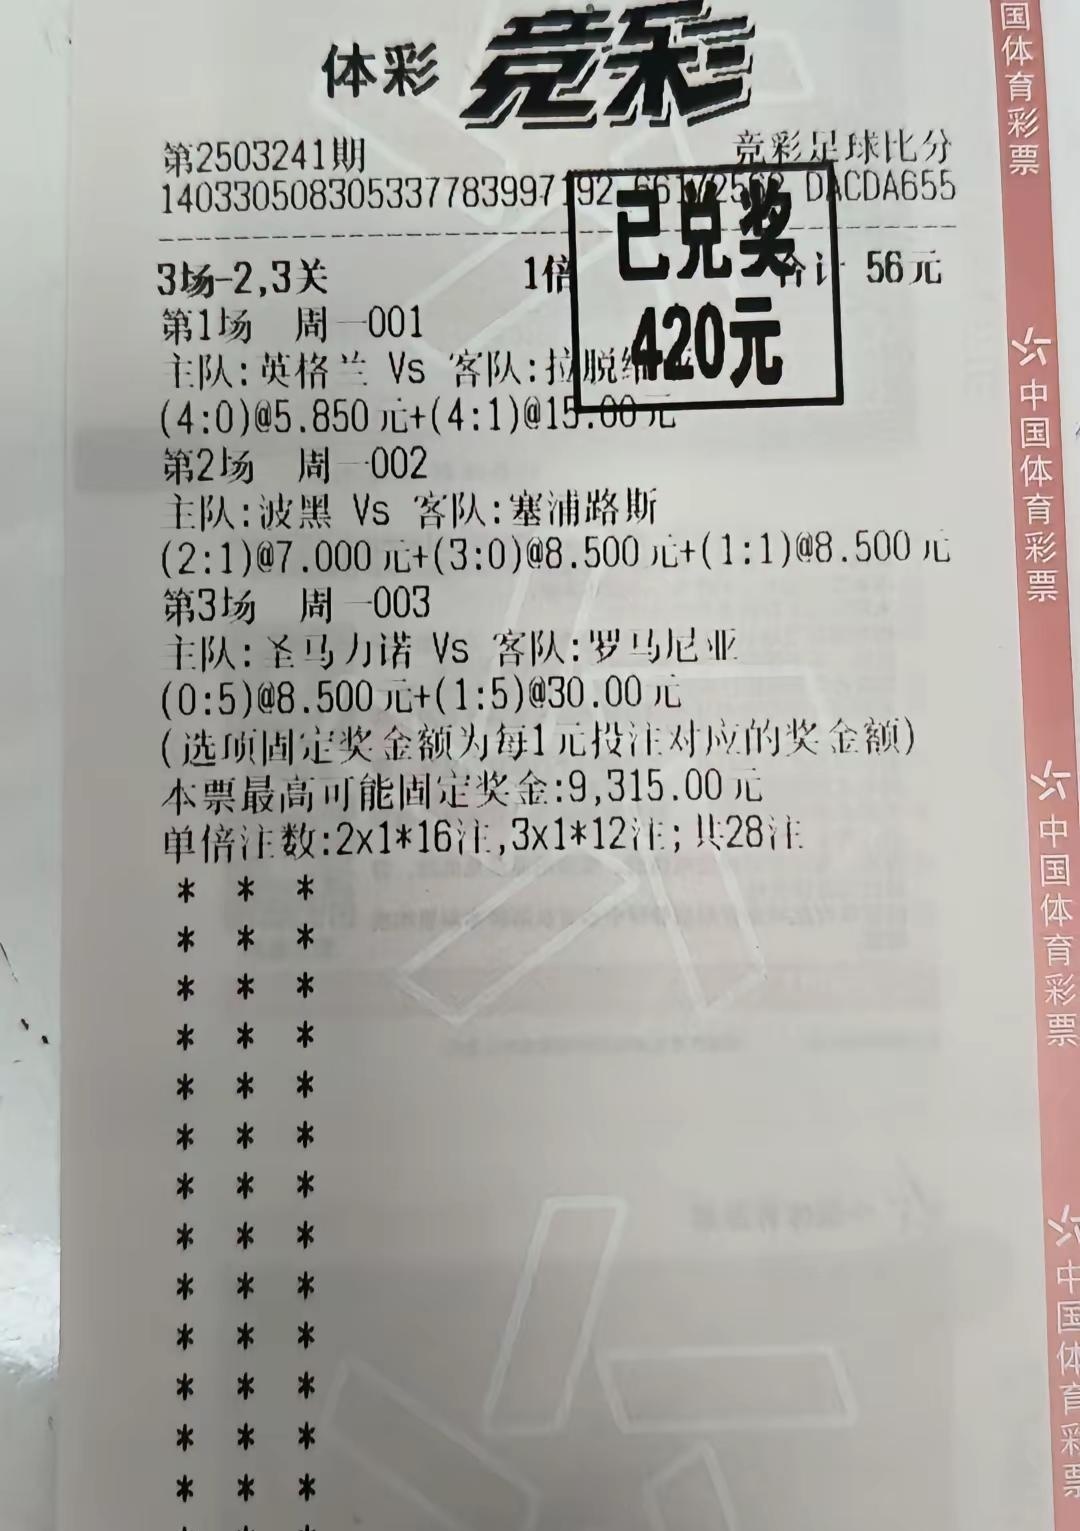 体彩 竞彩
第2503241期 竞彩足球比分
140330508305337783997192 DACDA655
已兑奖
420元
3场-2,3关 1倍 合计 56元
第1场 周一001
主队:英格兰 Vs 客队:拉脱维
(4:0)@5.850元+(4:1)@15.00元
第2场 周一002
主队:波黑 Vs 客队:塞浦路斯
(2:1)@7.000元+(3:0)@8.500元+(1:1)@8.500元
第3场 周一003
主队:圣马力诺 Vs 客队:罗马尼亚
(0:5)@8.500元+(1:5)@30.00元
(选项固定奖金额为每1元投注对应的奖金额)
本票最高可能固定奖金:9,315.00元
单倍注数:2x1*16注,3x1*12注;共28注
* * *
* * *
* * *
* * *
* * *
* * *
* * *
* * *
* * *
* * *
* * *
* * *
* * *
* * *
国体育彩票
中国体育彩票
中国体育彩票
中国体育彩票